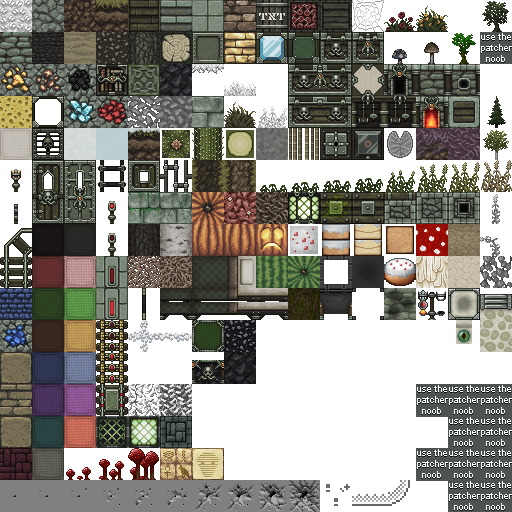 TNT
use the
patcher
noob
use the use the use the
patcher patcher patcher
noob noob noob
use the use the
patcher patcher
noob noob
use the use the use the
patcher patcher patcher
noob noob noob
use the use the
patcher patcher
noob noob